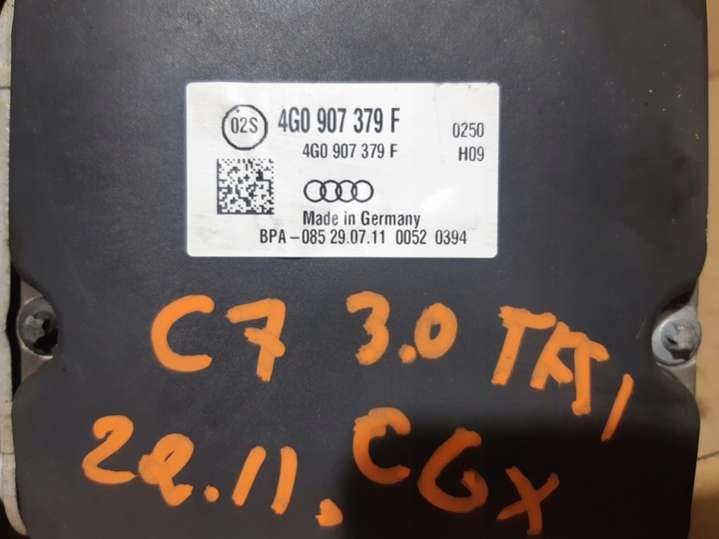 02S 4G0 907 379 F 0250
4G0 907 379 F H09
Made in Germany
BPA-085 29.07.11 0052 0394
C7 3.0 TFSI
22.11. CGX